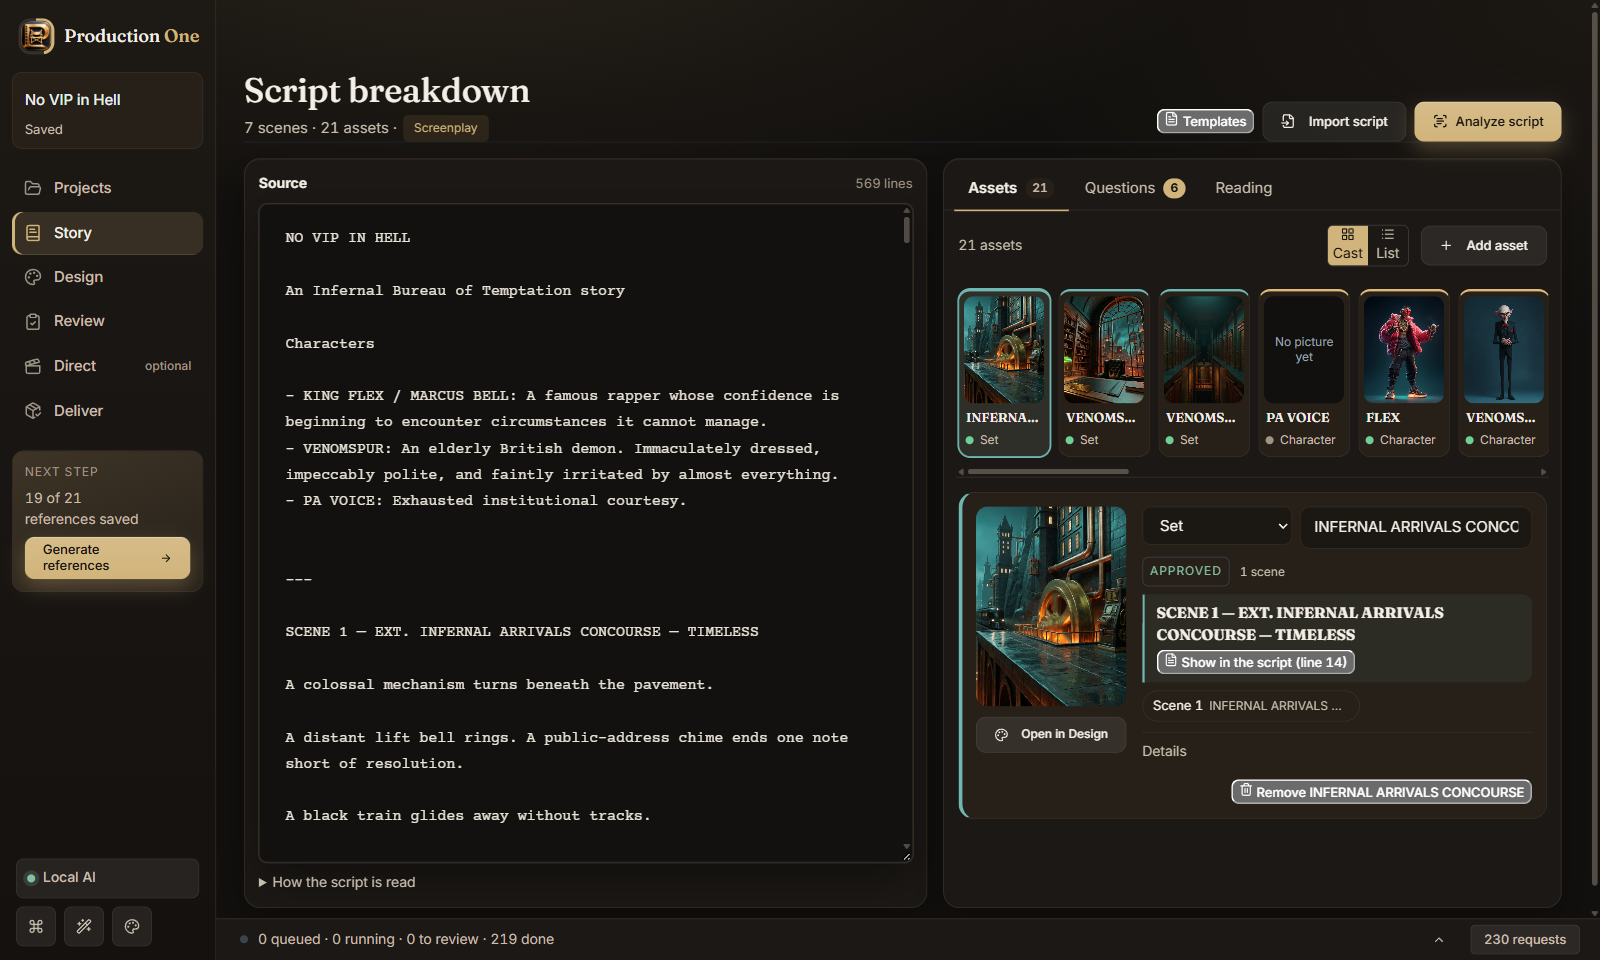 Production One
No VIP in Hell
Saved
Projects
Story
Design
Review
Direct optional
Deliver
NEXT STEP
19 of 21
references saved
Generate
references
Local AI
Script breakdown
7 scenes · 21 assets · Screenplay
Templates
Import script
Analyze script
Source
569 lines
NO VIP IN HELL
An Infernal Bureau of Temptation story
Characters
- KING FLEX / MARCUS BELL: A famous rapper whose confidence is
beginning to encounter circumstances it cannot manage.
- VENOMSPUR: An elderly British demon. Immaculately dressed,
impeccably polite, and faintly irritated by almost everything.
- PA VOICE: Exhausted institutional courtesy.
---
SCENE 1 — EXT. INFERNAL ARRIVALS CONCOURSE — TIMELESS
A colossal mechanism turns beneath the pavement.
A distant lift bell rings. A public-address chime ends one note
short of resolution.
A black train glides away without tracks.
How the script is read
Assets 21
Questions 6
Reading
21 assets
Cast
List
Add asset
INFERNA...
Set
VENOMS...
Set
VENOMS...
Set
No picture
yet
PA VOICE
Character
FLEX
Character
VENOMS...
Character
Set
INFERNAL ARRIVALS CONCO
APPROVED
1 scene
SCENE 1 — EXT. INFERNAL ARRIVALS
CONCOURSE — TIMELESS
Show in the script (line 14)
Scene 1 INFERNAL ARRIVALS ...
Open in Design
Details
Remove INFERNAL ARRIVALS CONCOURSE
0 queued · 0 running · 0 to review · 219 done
230 requests